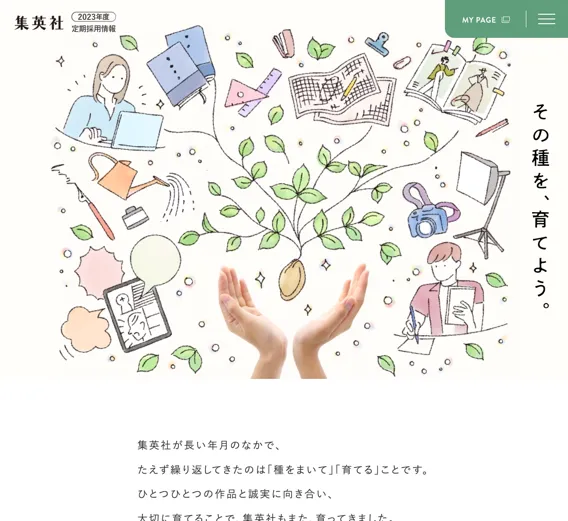 集英社
2023年度
定期採用情報
MY PAGE
その種を、育てよう。
集英社が長い年月のなかで、
たえず繰り返してきたのは「種をまいて」「育てる」ことです。
ひとつひとつの作品と誠実に向き合い、
大切に育てることで、集英社もまた、育ってきました。